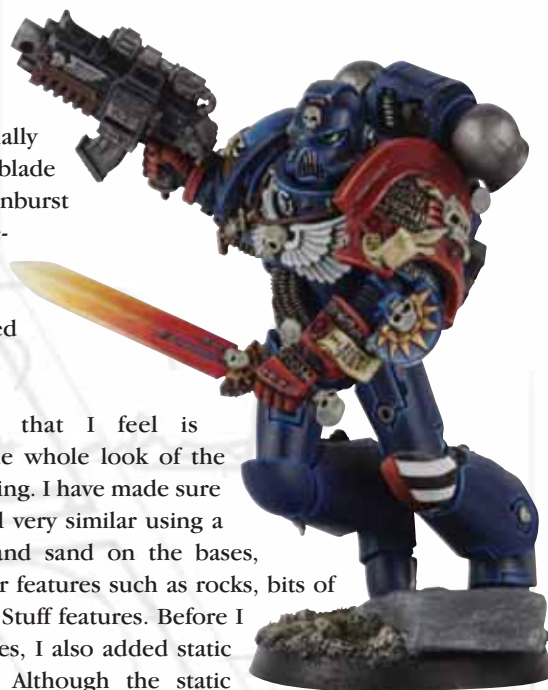 ally
blade
nburst
-
ed
that I feel is
e whole look of the
ing. I have made sure
l very similar using a
and sand on the bases,
r features such as rocks, bits of
Stuff features. Before I
es, I also added static
Although the static